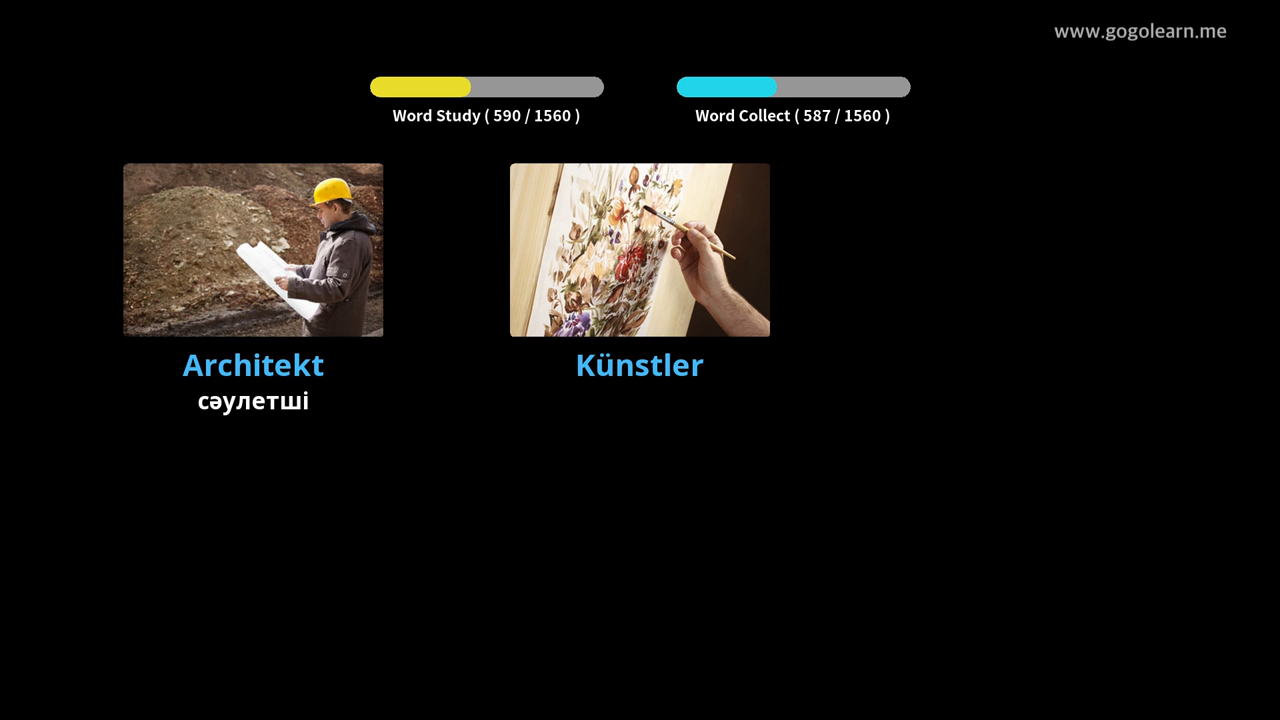 www.gogolearn.me
Word Study ( 590 / 1560 )
Word Collect ( 587 / 1560 )
Architekt
сәулетші
Künstler